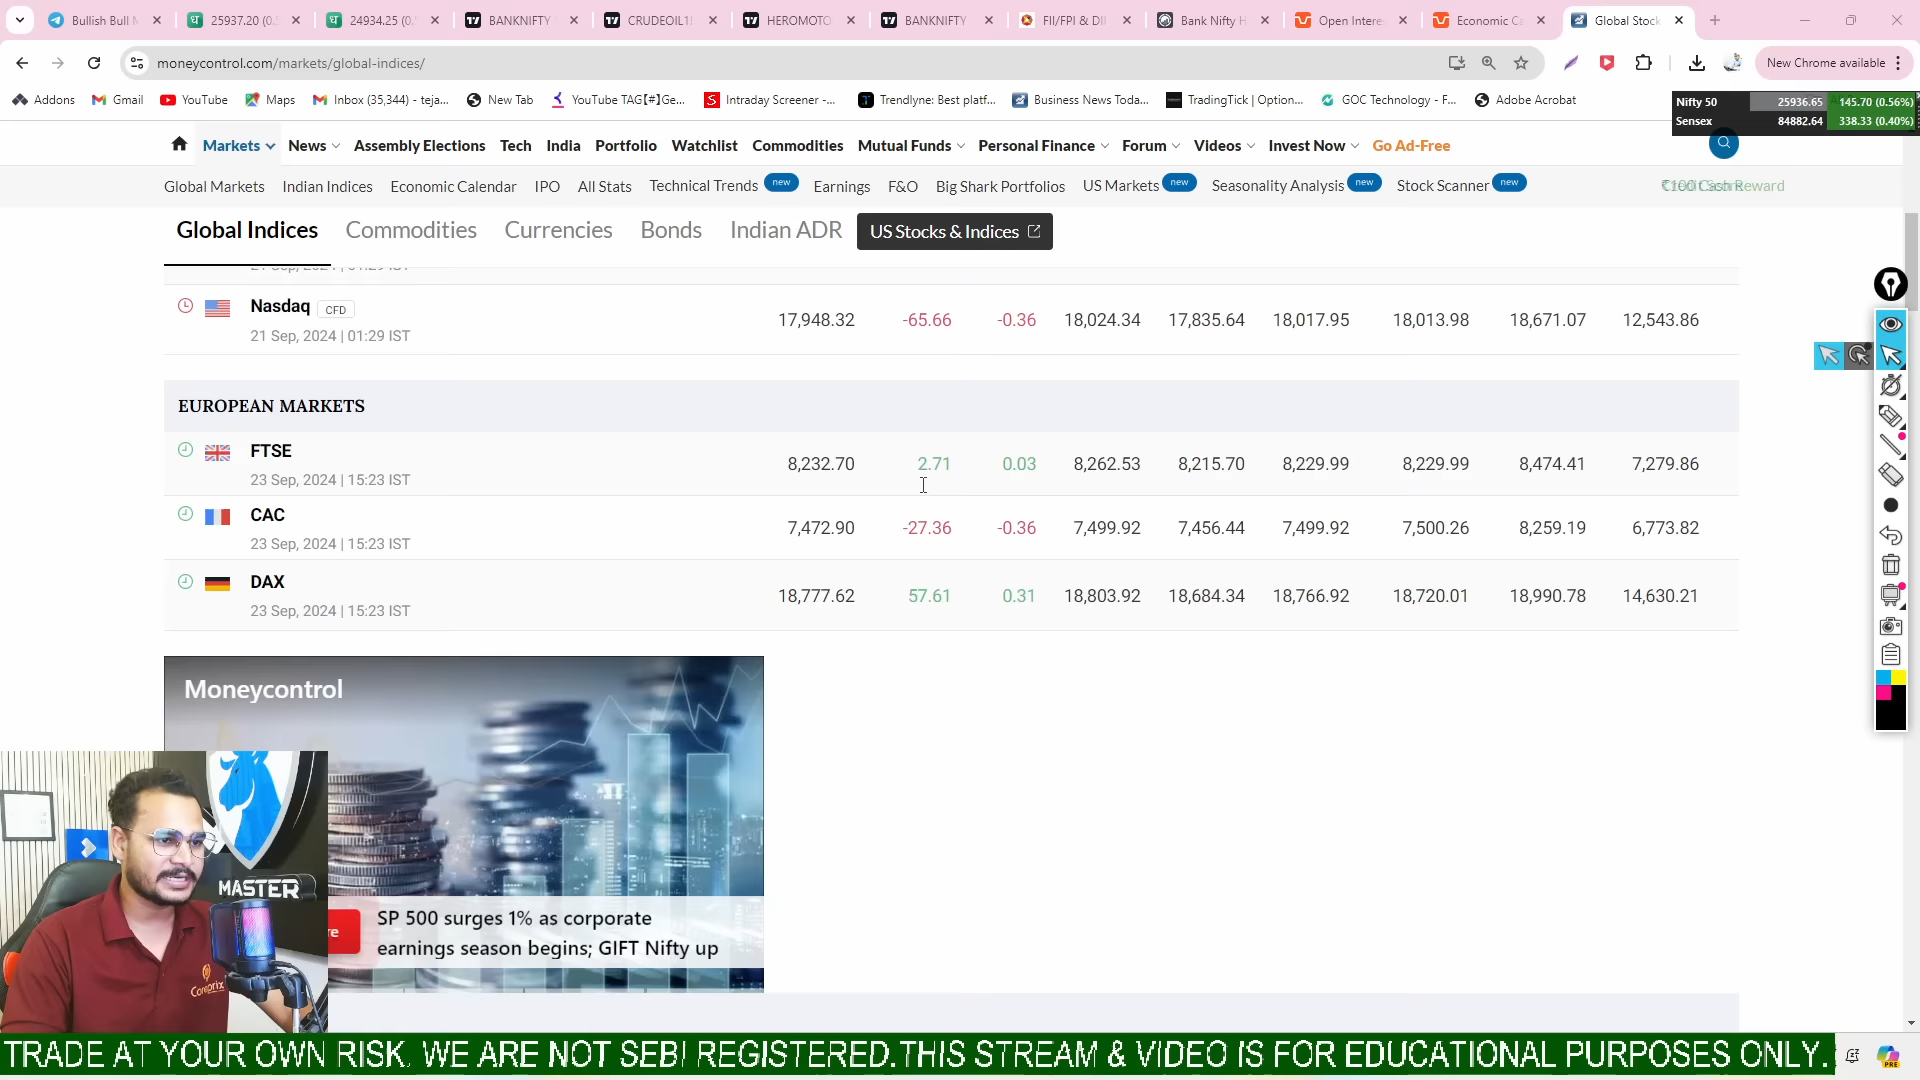 Bullish Bull M
25937.20 (0.
24934.25 (0.
BANKNIFTY
CRUDEOIL1!
HEROMOTO
BANKNIFTY
FII/FPI & DI
Bank Nifty H
Open Intere
Economic C
Global Stock
moneycontrol.com/markets/global-indices/
New Chrome available
Addons
Gmail
YouTube
Maps
Inbox (35,344) - teja...
New Tab
YouTube TAG【#】Ge...
Intraday Screener -...
Trendlyne: Best platf...
Business News Toda...
TradingTick | Option...
GOC Technology - F...
Adobe Acrobat
Nifty 50 25936.65 145.70 (0.56%)
Sensex 84882.64 338.33 (0.40%)
Markets News Assembly Elections Tech India Portfolio Watchlist Commodities Mutual Funds Personal Finance Forum Videos Invest Now Go Ad-Free
Global Markets Indian Indices Economic Calendar IPO All Stats Technical Trends new Earnings F&O Big Shark Portfolios US Markets new Seasonality Analysis new Stock Scanner new
Global Indices Commodities Currencies Bonds Indian ADR US Stocks & Indices
Nasdaq CFD 17,948.32 -65.66 -0.36 18,024.34 17,835.64 18,017.95 18,013.98 18,671.07 12,543.86
21 Sep, 2024 | 01:29 IST
EUROPEAN MARKETS
FTSE 8,232.70 2.71 0.03 8,262.53 8,215.70 8,229.99 8,229.99 8,474.41 7,279.86
23 Sep, 2024 | 15:23 IST
CAC 7,472.90 -27.36 -0.36 7,499.92 7,456.44 7,499.92 7,500.26 8,259.19 6,773.82
23 Sep, 2024 | 15:23 IST
DAX 18,777.62 57.61 0.31 18,803.92 18,684.34 18,766.92 18,720.01 18,990.78 14,630.21
23 Sep, 2024 | 15:23 IST
Moneycontrol
MASTER
Coreprix
re
SP 500 surges 1% as corporate
earnings season begins; GIFT Nifty up
TRADE AT YOUR OWN RISK, WE ARE NOT SEBI REGISTERED.THIS STREAM & VIDEO IS FOR EDUCATIONAL PURPOSES ONLY.